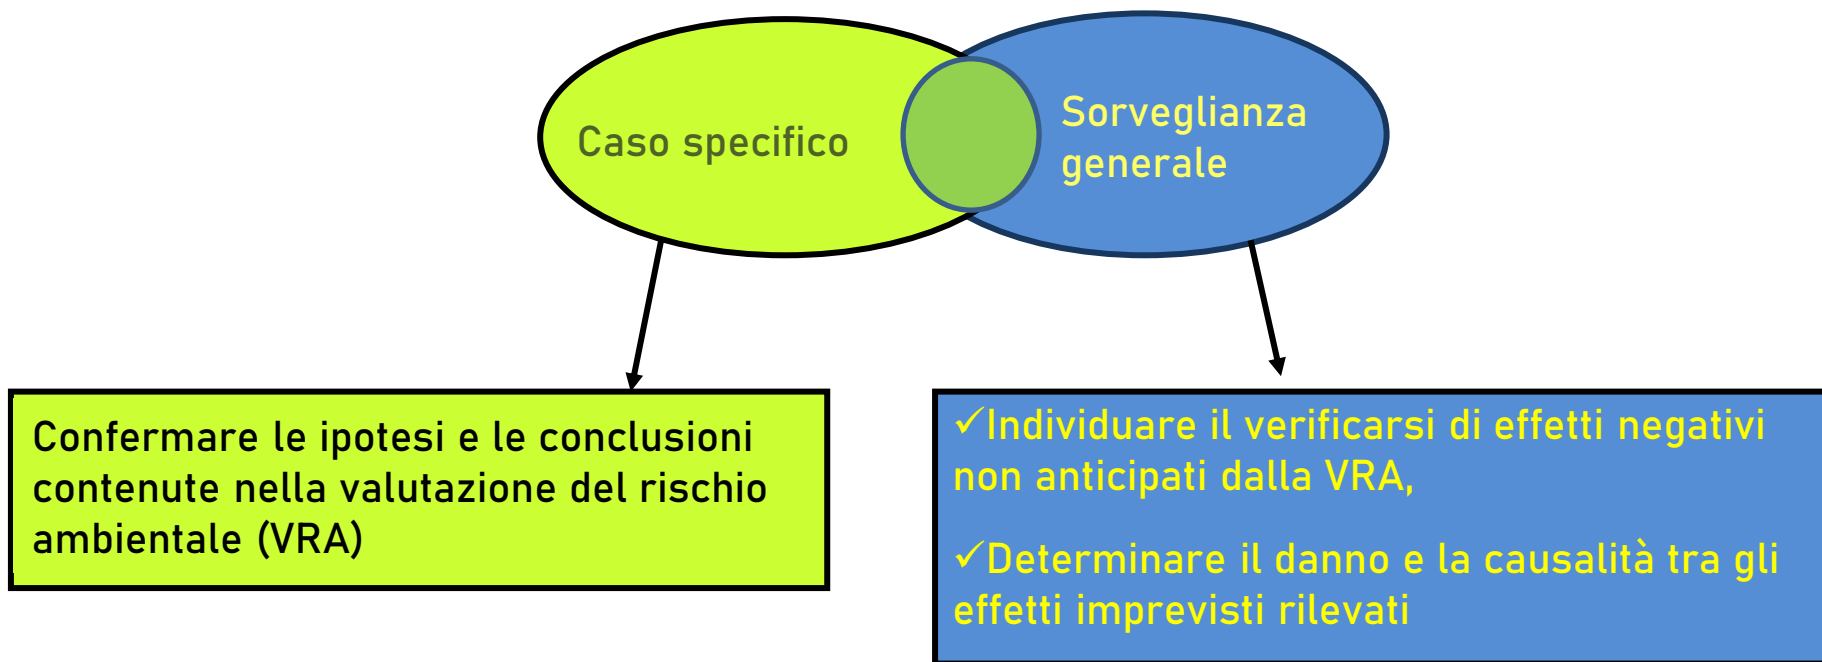 Caso specifico
Sorveglianza
generale
Confermare le ipotesi e le conclusioni
contenute nella valutazione del rischio
ambientale (VRA)
✓Individuare il verificarsi di effetti negativi
non anticipati dalla VRA,
✓Determinare il danno e la causalità tra gli
effetti imprevisti rilevati